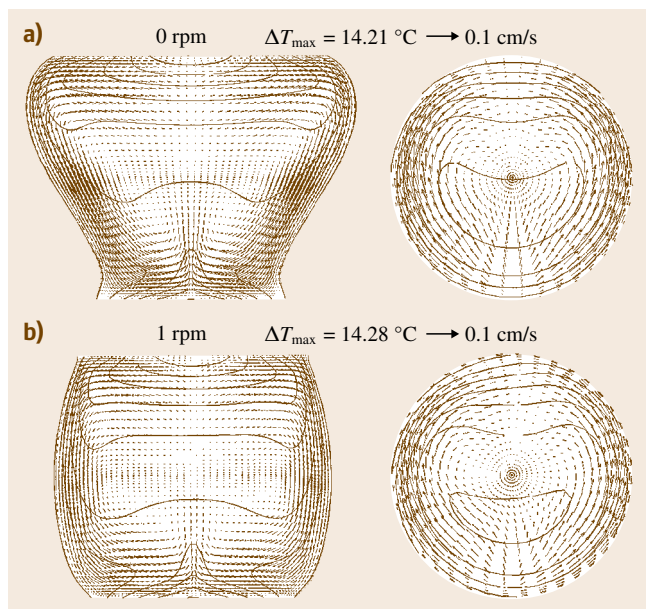 a) 0 rpm ΔTmax = 14.21 °C → 0.1 cm/s
b) 1 rpm ΔTmax = 14.28 °C → 0.1 cm/s